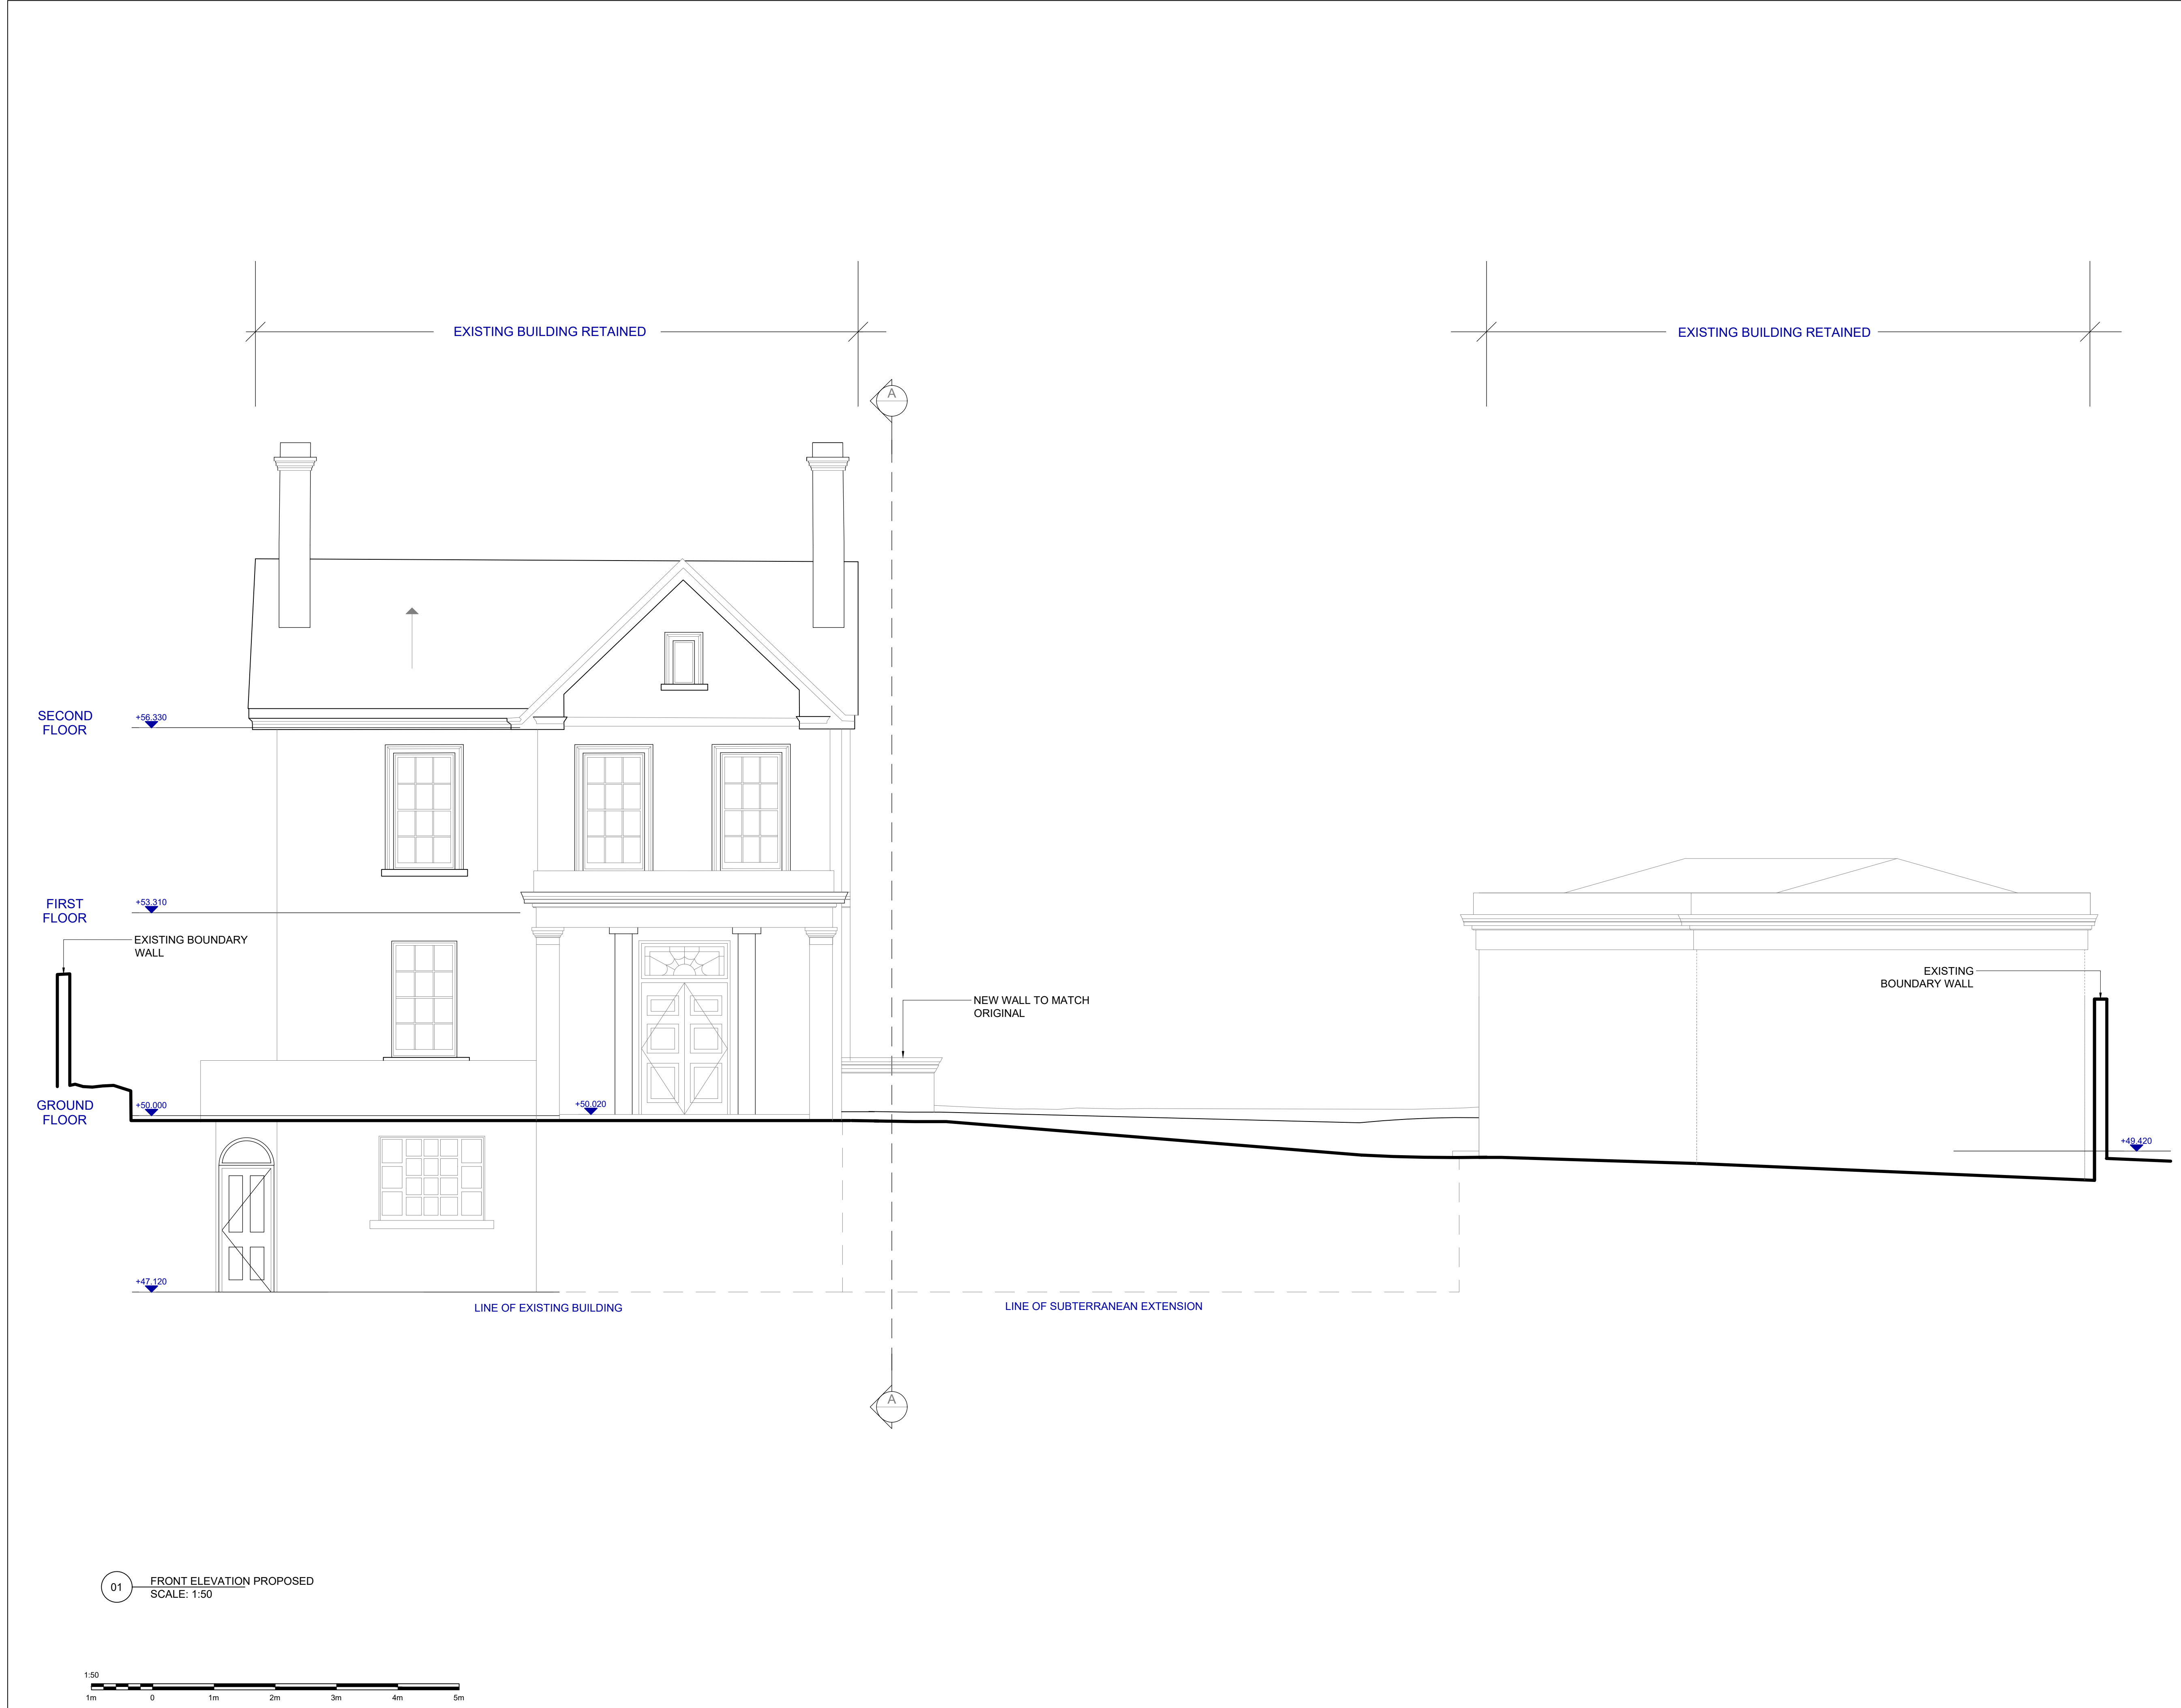 EXISTING BUILDING RETAINED
EXISTING BUILDING RETAINED
A
SECOND
FLOOR
+56.330
FIRST
FLOOR
+53.310
EXISTING BOUNDARY
WALL
EXISTING
BOUNDARY WALL
NEW WALL TO MATCH
ORIGINAL
GROUND
FLOOR
+50.000
+50.020
+49.420
+47.120
LINE OF EXISTING BUILDING
LINE OF SUBTERRANEAN EXTENSION
A
01
FRONT ELEVATION PROPOSED
SCALE: 1:50
1:50
1m 0 1m 2m 3m 4m 5m